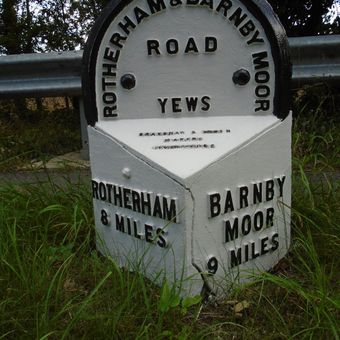 ROTHERHAM & BARNBY MOOR
ROAD
YEWS
ROTHERHAM
8 MILES
BARNBY
MOOR
9 MILES